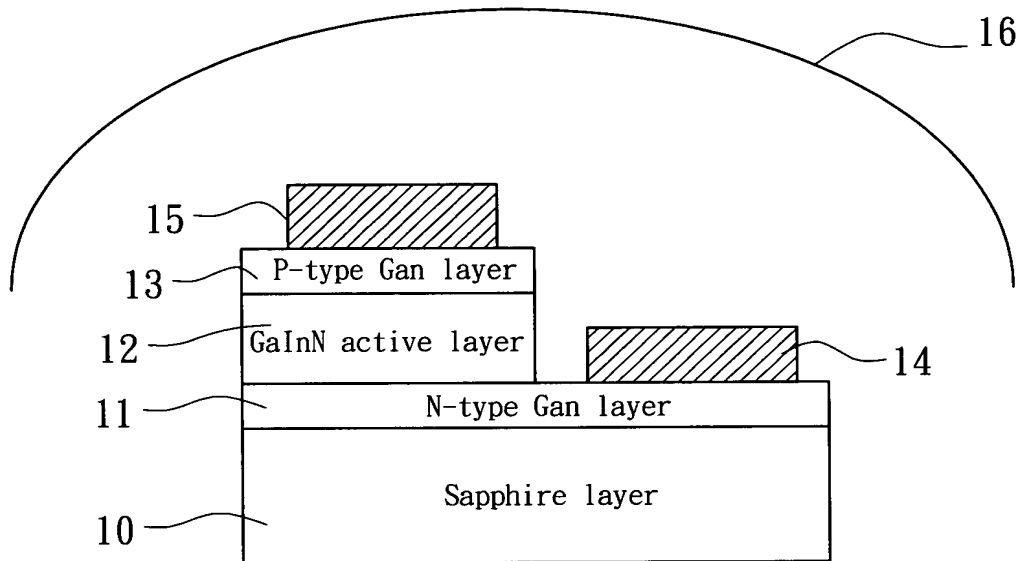 16
15
13 P-type Gan layer
12 GaInN active layer
14
11 N-type Gan layer
Sapphire layer
10